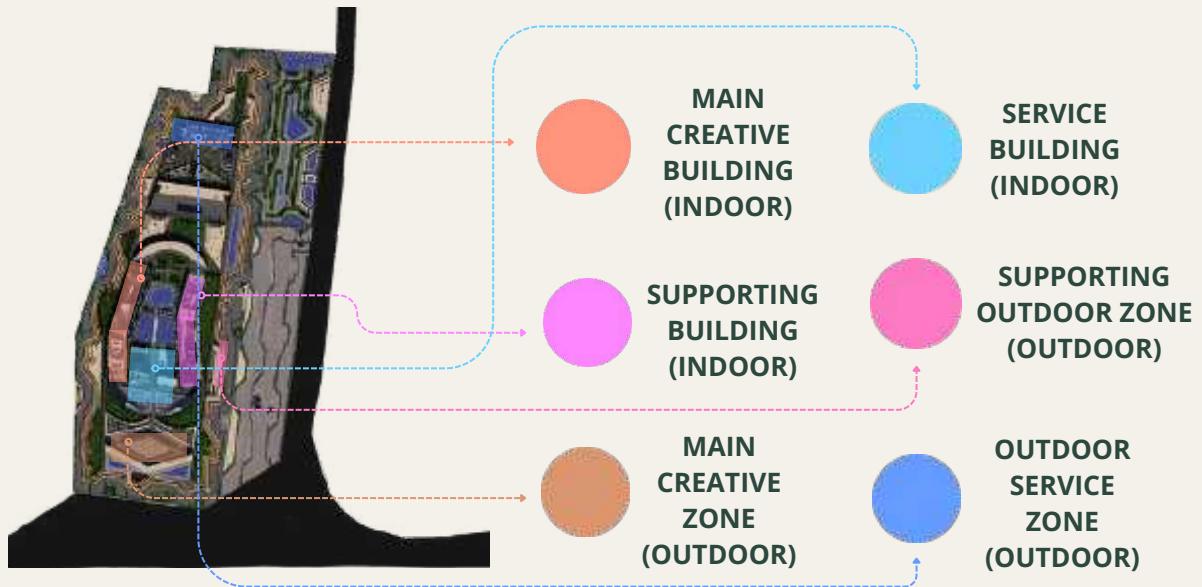 MAIN
CREATIVE
BUILDING
(INDOOR)
SERVICE
BUILDING
(INDOOR)
SUPPORTING
BUILDING
(INDOOR)
SUPPORTING
OUTDOOR ZONE
(OUTDOOR)
MAIN
CREATIVE
ZONE
(OUTDOOR)
OUTDOOR
SERVICE
ZONE
(OUTDOOR)